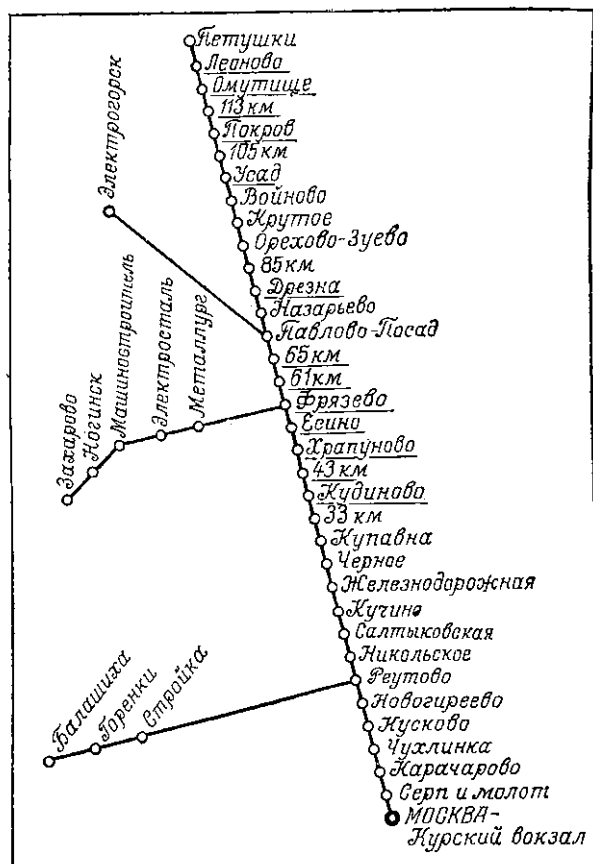 Петушки
Леоново
Омутище
113 км
Покров
105 км
Усад
Войново
Крутое
Орехово-Зуево
85 км
Дрезна
Назарьево
Павлово-Посад
65 км
61 км
Фрязево
Есино
Храпуново
43 км
Кудиново
33 км
Купавна
Черное
Железнодорожная
Кучино
Салтыковская
Никольское
Реутово
Новогиреево
Кусково
Чухлинка
Карачарово
Серп и молот
МОСКВА-
Курский вокзал
Электрогорск
Захарово
Ногинск
Машиностроитель
Электросталь
Металлург
Балашиха
Горенки
Стройка